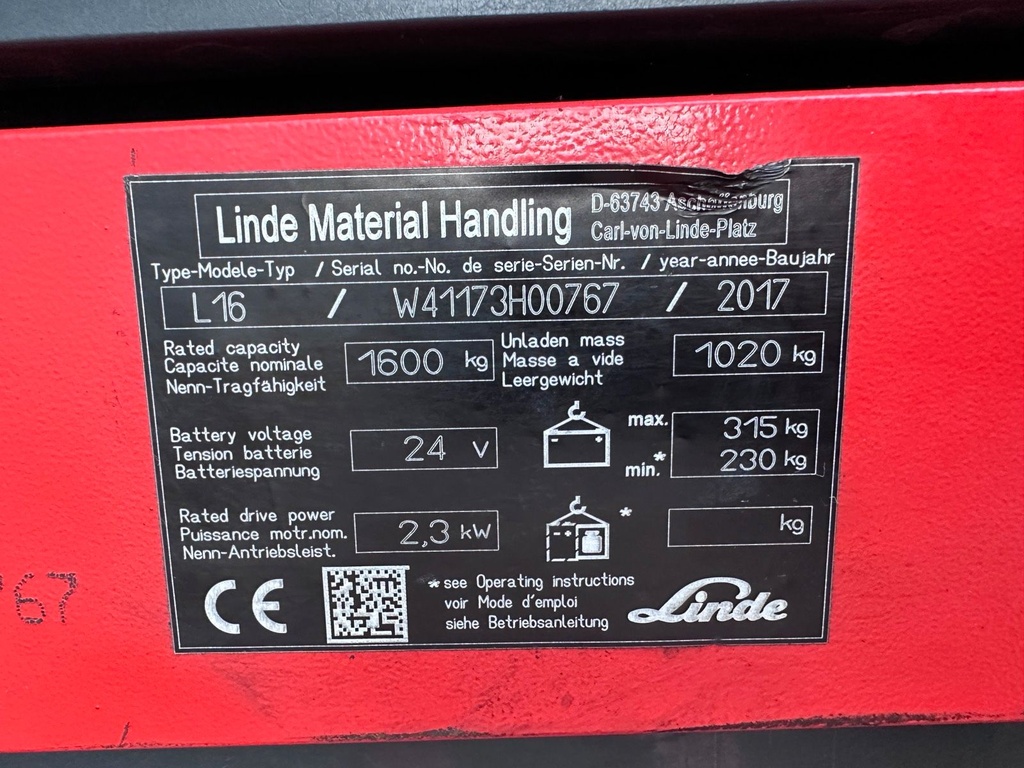 Linde Material Handling
D-63743 Aschaffenburg
Carl-von-Linde-Platz
Type-Modele-Typ / Serial no.-No. de serie-Serien-Nr. / year-annee-Baujahr
L16 / W41173H00767 / 2017
Rated capacity
Capacite nominale
Nenn-Tragfähigkeit
1600 kg
Unladen mass
Masse a vide
Leergewicht
1020 kg
Battery voltage
Tension batterie
Batteriespannung
24 V
max. 315 kg
min.* 230 kg
Rated drive power
Puissance motr.nom.
Nenn-Antriebsleist.
2,3 kW
* kg
CE
*see Operating instructions
voir Mode d'emploi
siehe Betriebsanleitung
Linde
767